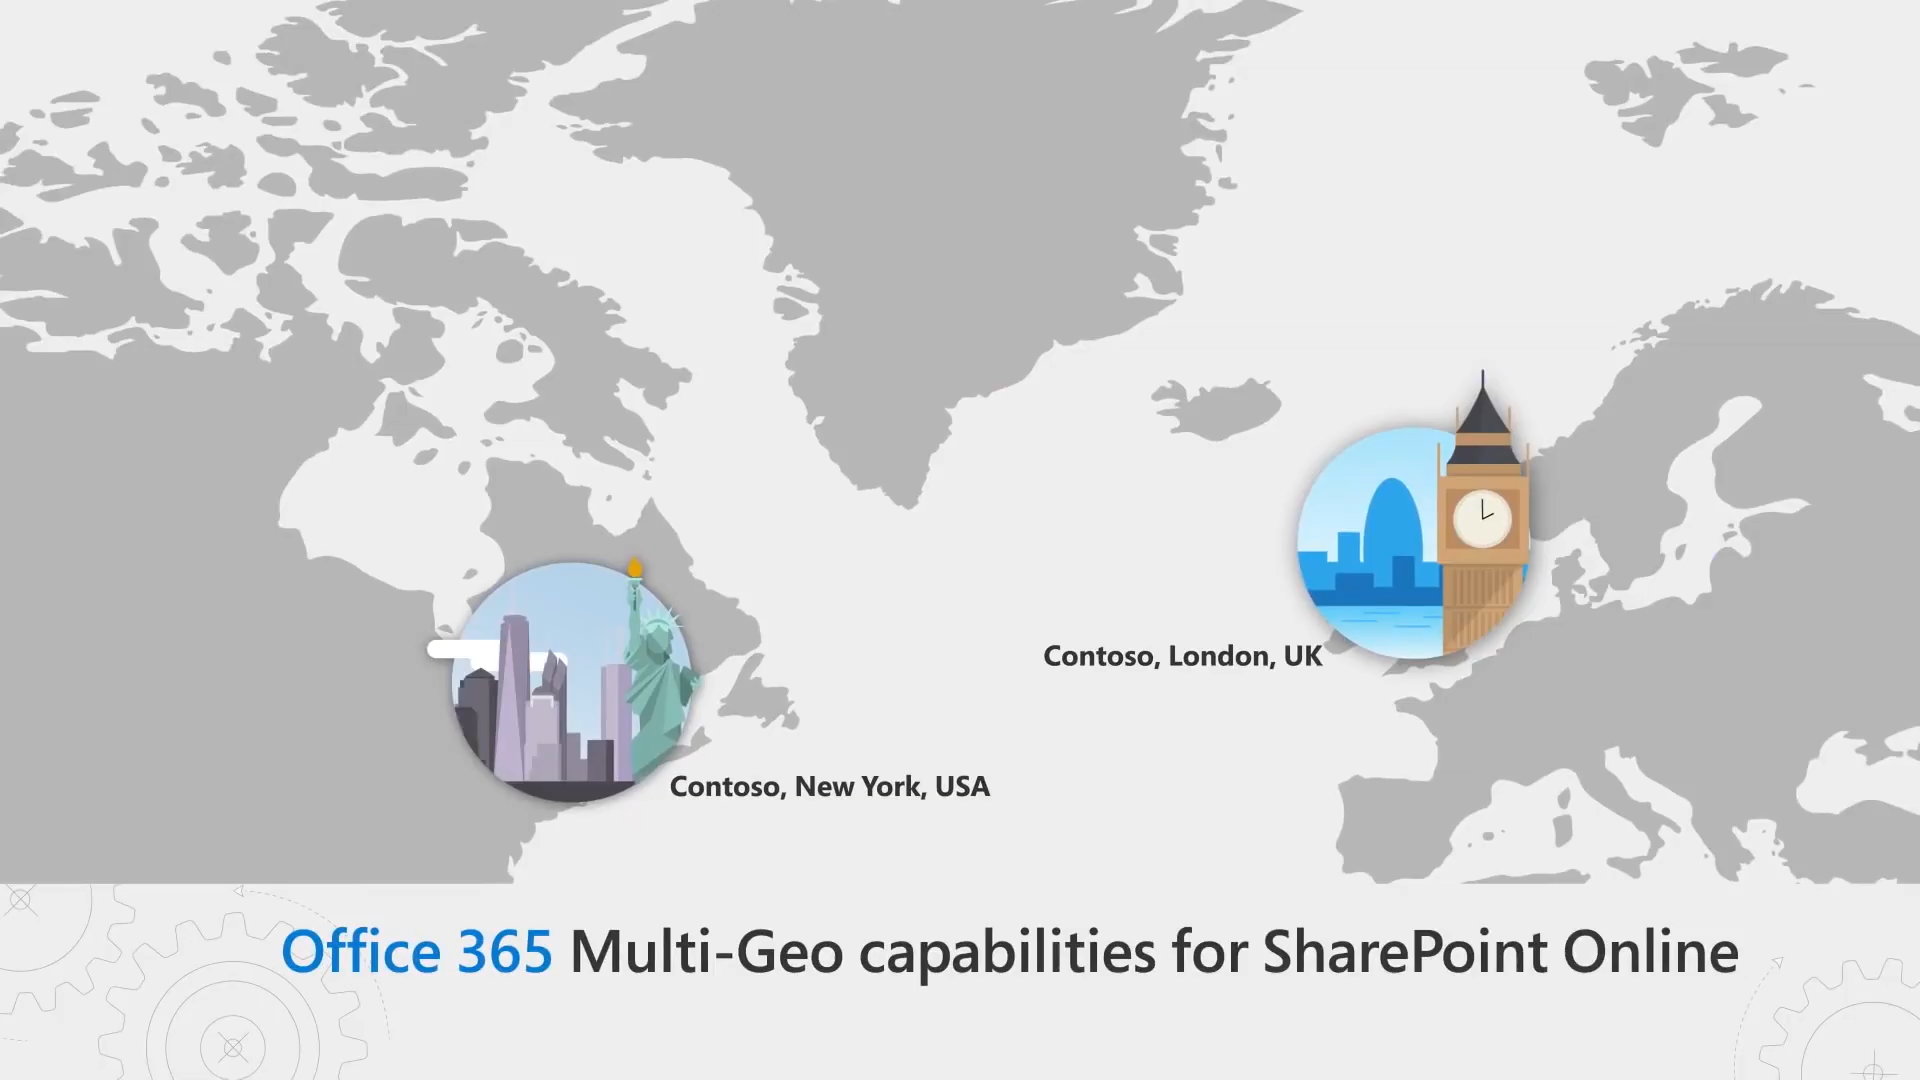 Contoso, London, UK
Contoso, New York, USA
Office 365 Multi-Geo capabilities for SharePoint Online